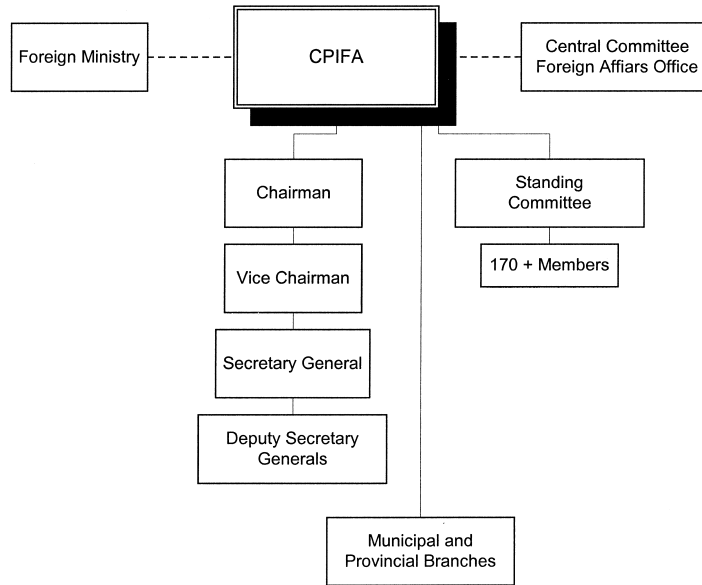 Foreign Ministry
CPIFA
Central Committee
Foreign Affiars Office
Chairman
Standing
Committee
Vice Chairman
170 + Members
Secretary General
Deputy Secretary
Generals
Municipal and
Provincial Branches